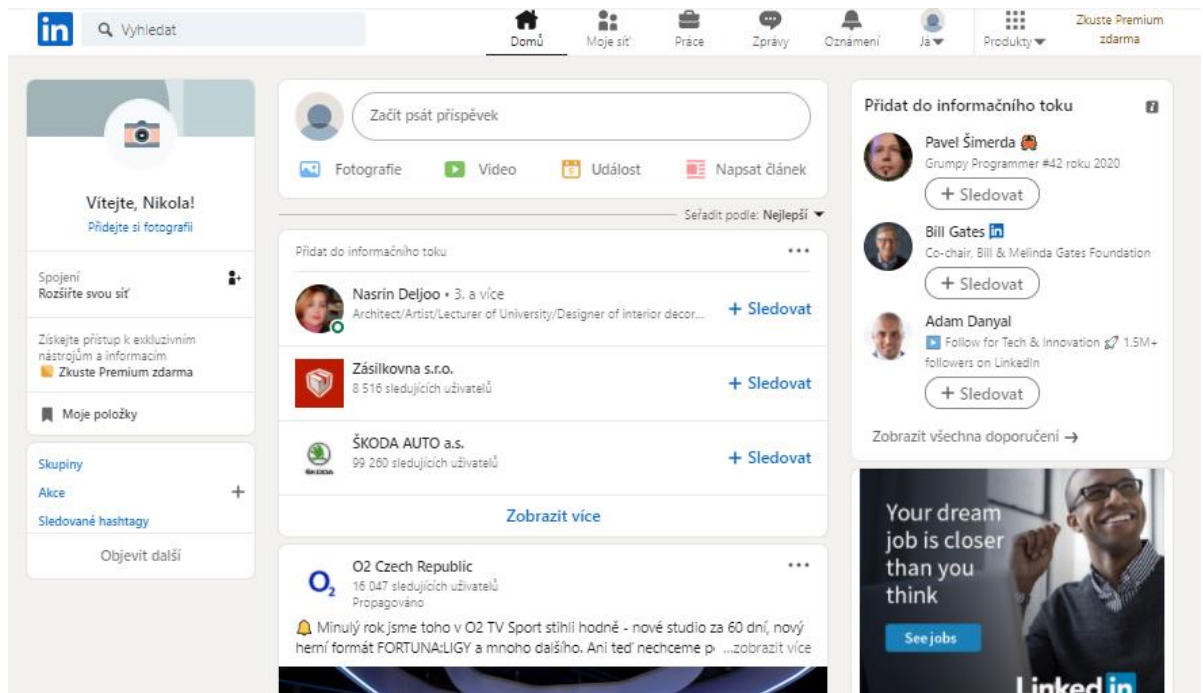 in
Vyhledat
Domů
Moje síť
Práce
Zprávy
Oznámení
Já
Produkty
Zkuste Premium
zdarma
Vítejte, Nikola!
Přidejte si fotografii
Spojení
Rozšiřte svou síť
Získejte přístup k exkluzivním
nástrojům a informacím
Zkuste Premium zdarma
Moje položky
Skupiny
Akce
Sledované hashtagy
Objevit další
Začít psát příspěvek
Fotografie
Video
Událost
Napsat článek
Seřadit podle: Nejlepší
Přidat do informačního toku
Nasrin Deljoo • 3. a více
Architect/Artist/Lecturer of University/Designer of interior decor...
+ Sledovat
Zásilkovna s.r.o.
8 516 sledujících uživatelů
+ Sledovat
ŠKODA
ŠKODA AUTO a.s.
99 260 sledujících uživatelů
+ Sledovat
Zobrazit více
O2
O2 Czech Republic
16 047 sledujících uživatelů
Propagováno
🔔 Minulý rok jsme toho v O2 TV Sport stihli hodně - nové studio za 60 dní, nový
herní formát FORTUNA:LIGY a mnoho dalšího. Ani teď nechceme p ...zobrazit více
Přidat do informačního toku
Pavel Šimerda
Grumpy Programmer #42 roku 2020
+ Sledovat
Bill Gates in
Co-chair, Bill & Melinda Gates Foundation
+ Sledovat
Adam Danyal
Follow for Tech & Innovation 🚀 1.5M+
followers on LinkedIn
+ Sledovat
Zobrazit všechna doporučení →
Your dream
job is closer
than you
think
See jobs
Linked in